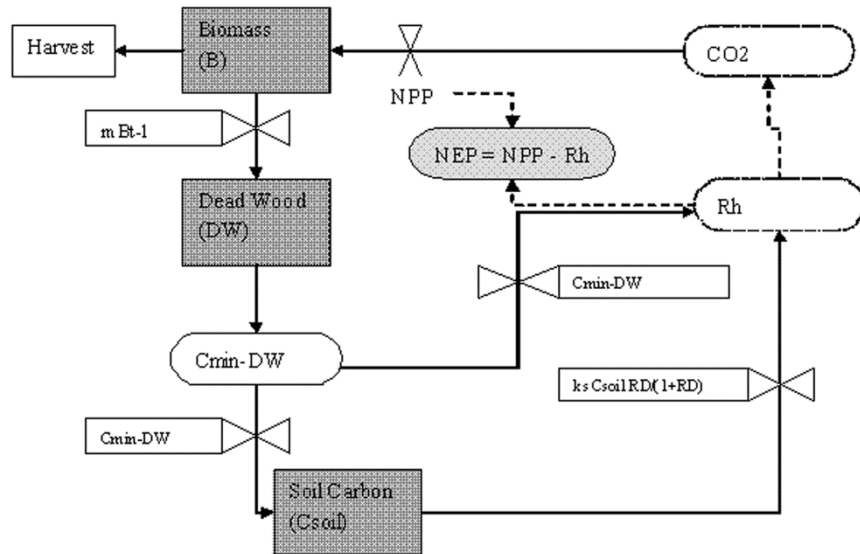 Harvest
Biomass
(B)
CO2
NPP
m Bt-1
NEP = NPP - Rh
Dead Wood
(DW)
Rh
Cmin-DW
Cmin-DW
ks Csoil RD/(1+RD)
Cmin-DW
Soil Carbon
(Csoil)